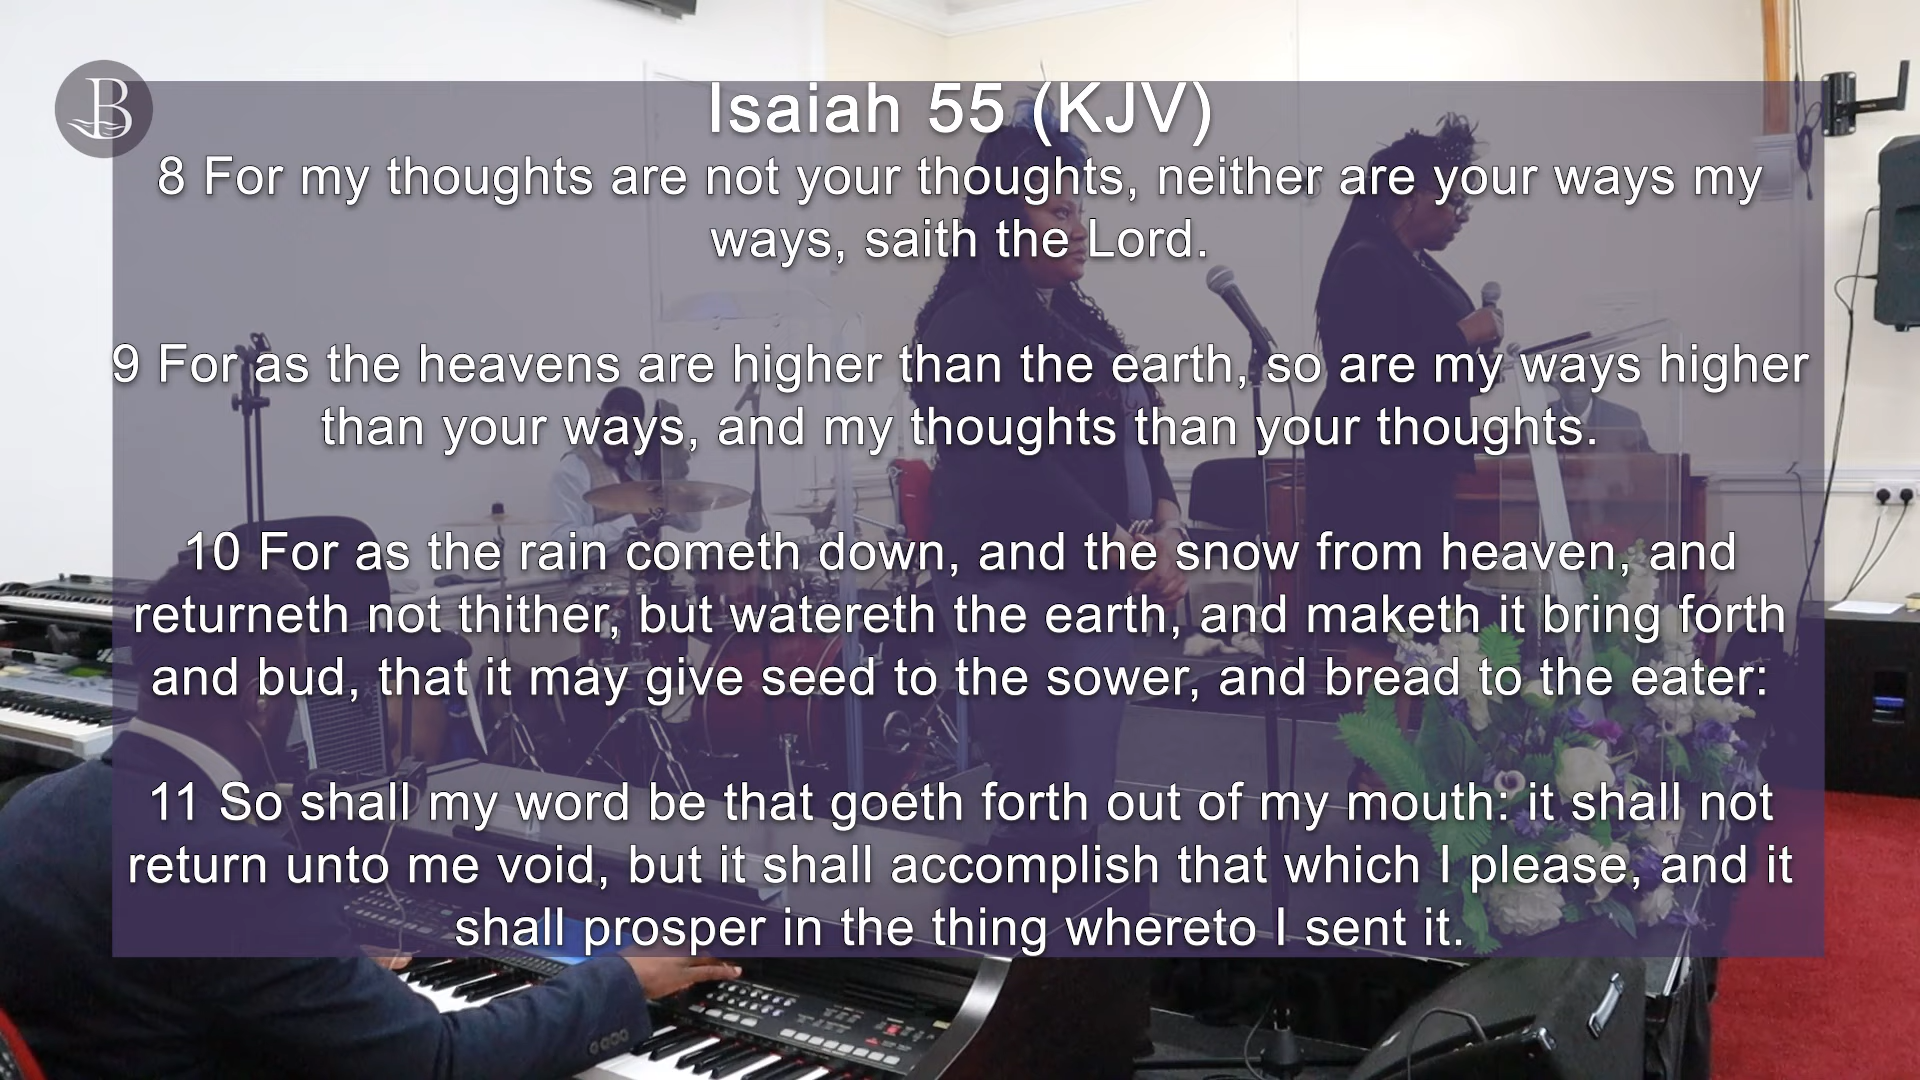 B
Isaiah 55 (KJV)
8 For my thoughts are not your thoughts, neither are your ways my
ways, saith the Lord.
9 For as the heavens are higher than the earth, so are my ways higher
than your ways, and my thoughts than your thoughts.
10 For as the rain cometh down, and the snow from heaven, and
returneth not thither, but watereth the earth, and maketh it bring forth
and bud, that it may give seed to the sower, and bread to the eater:
11 So shall my word be that goeth forth out of my mouth: it shall not
return unto me void, but it shall accomplish that which I please, and it
shall prosper in the thing whereto I sent it.